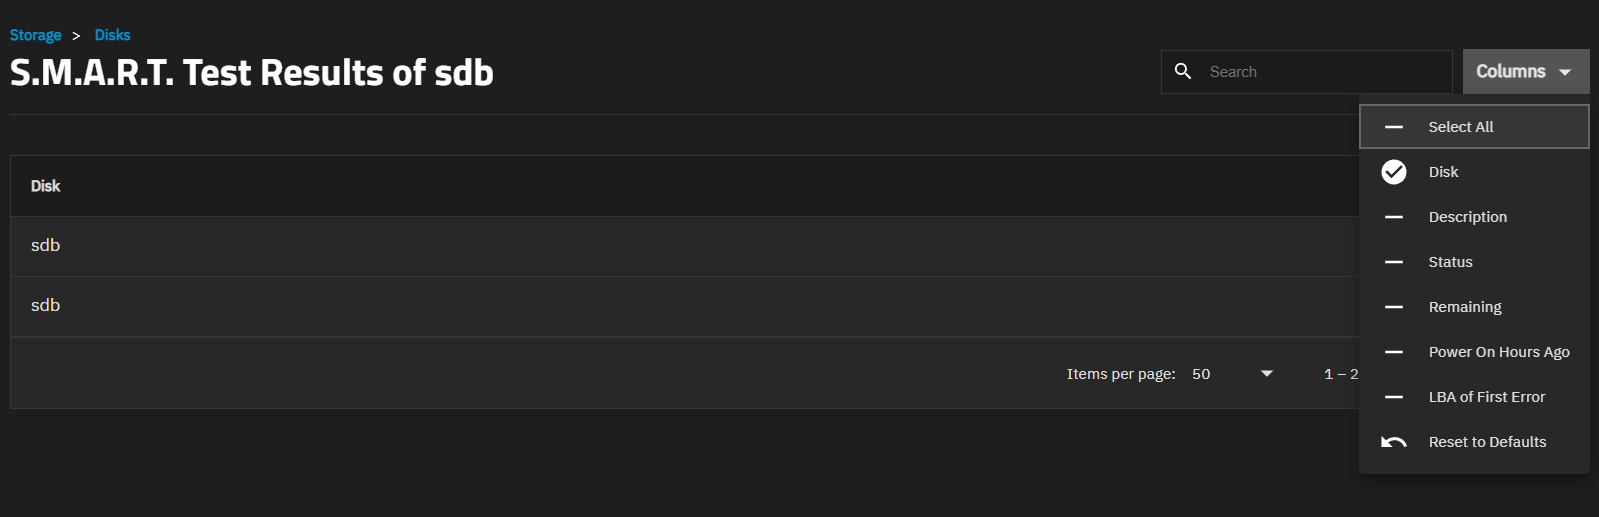 Storage > Disks
S.M.A.R.T. Test Results of sdb
Search
Columns
Select All
Disk
Description
Status
Remaining
Power On Hours Ago
LBA of First Error
Reset to Defaults
Disk
sdb
sdb
Items per page: 50 1 – 2